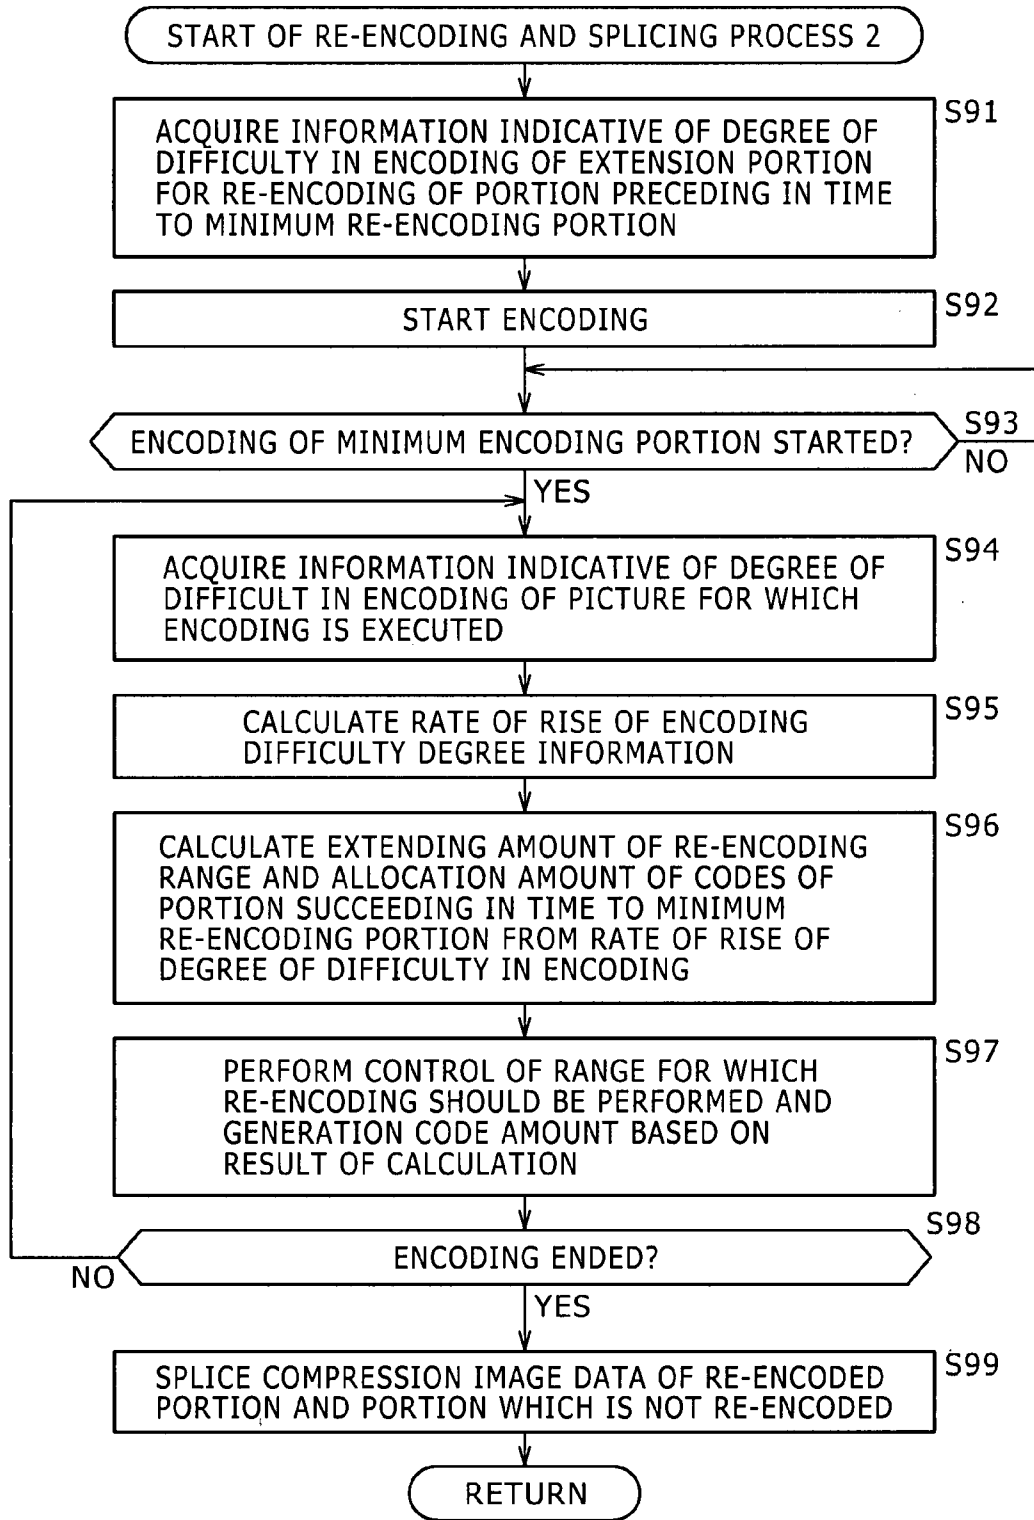 START OF RE-ENCODING AND SPLICING PROCESS 2
S91
ACQUIRE INFORMATION INDICATIVE OF DEGREE OF
DIFFICULTY IN ENCODING OF EXTENSION PORTION
FOR RE-ENCODING OF PORTION PRECEDING IN TIME
TO MINIMUM RE-ENCODING PORTION
S92
START ENCODING
S93
ENCODING OF MINIMUM ENCODING PORTION STARTED?
NO
YES
S94
ACQUIRE INFORMATION INDICATIVE OF DEGREE OF
DIFFICULT IN ENCODING OF PICTURE FOR WHICH
ENCODING IS EXECUTED
S95
CALCULATE RATE OF RISE OF ENCODING
DIFFICULTY DEGREE INFORMATION
S96
CALCULATE EXTENDING AMOUNT OF RE-ENCODING
RANGE AND ALLOCATION AMOUNT OF CODES OF
PORTION SUCCEEDING IN TIME TO MINIMUM
RE-ENCODING PORTION FROM RATE OF RISE OF
DEGREE OF DIFFICULTY IN ENCODING
S97
PERFORM CONTROL OF RANGE FOR WHICH
RE-ENCODING SHOULD BE PERFORMED AND
GENERATION CODE AMOUNT BASED ON
RESULT OF CALCULATION
S98
ENCODING ENDED?
NO
YES
S99
SPLICE COMPRESSION IMAGE DATA OF RE-ENCODED
PORTION AND PORTION WHICH IS NOT RE-ENCODED
RETURN